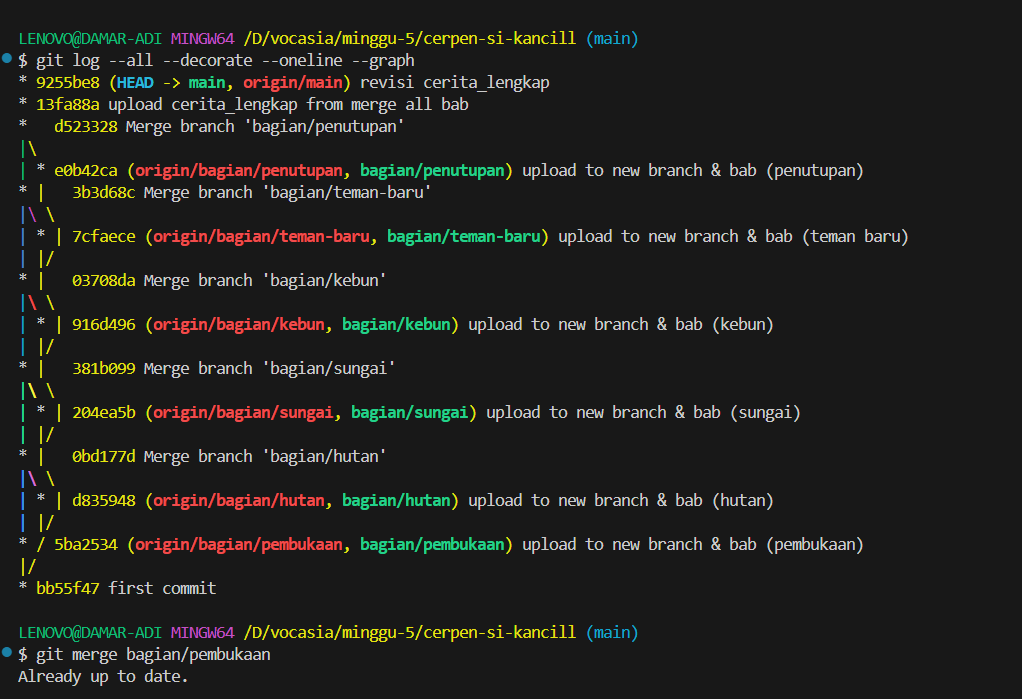 LENOVO@DAMAR-ADI MINGW64 /D/vocasia/minggu-5/cerpen-si-kancill (main)
$ git log --all --decorate --oneline --graph
* 9255be8 (HEAD -> main, origin/main) revisi cerita_lengkap
* 13fa88a upload cerita_lengkap from merge all bab
*   d523328 Merge branch 'bagian/penutupan'
|\
| * e0b42ca (origin/bagian/penutupan, bagian/penutupan) upload to new branch & bab (penutupan)
* |   3b3d68c Merge branch 'bagian/teman-baru'
|\ \
| * | 7cfaece (origin/bagian/teman-baru, bagian/teman-baru) upload to new branch & bab (teman baru)
| |/
* |   03708da Merge branch 'bagian/kebun'
|\ \
| * | 916d496 (origin/bagian/kebun, bagian/kebun) upload to new branch & bab (kebun)
| |/
* |   381b099 Merge branch 'bagian/sungai'
|\ \
| * | 204ea5b (origin/bagian/sungai, bagian/sungai) upload to new branch & bab (sungai)
| |/
* |   0bd177d Merge branch 'bagian/hutan'
|\ \
| * | d835948 (origin/bagian/hutan, bagian/hutan) upload to new branch & bab (hutan)
| |/
* / 5ba2534 (origin/bagian/pembukaan, bagian/pembukaan) upload to new branch & bab (pembukaan)
|/
* bb55f47 first commit
LENOVO@DAMAR-ADI MINGW64 /D/vocasia/minggu-5/cerpen-si-kancill (main)
$ git merge bagian/pembukaan
Already up to date.